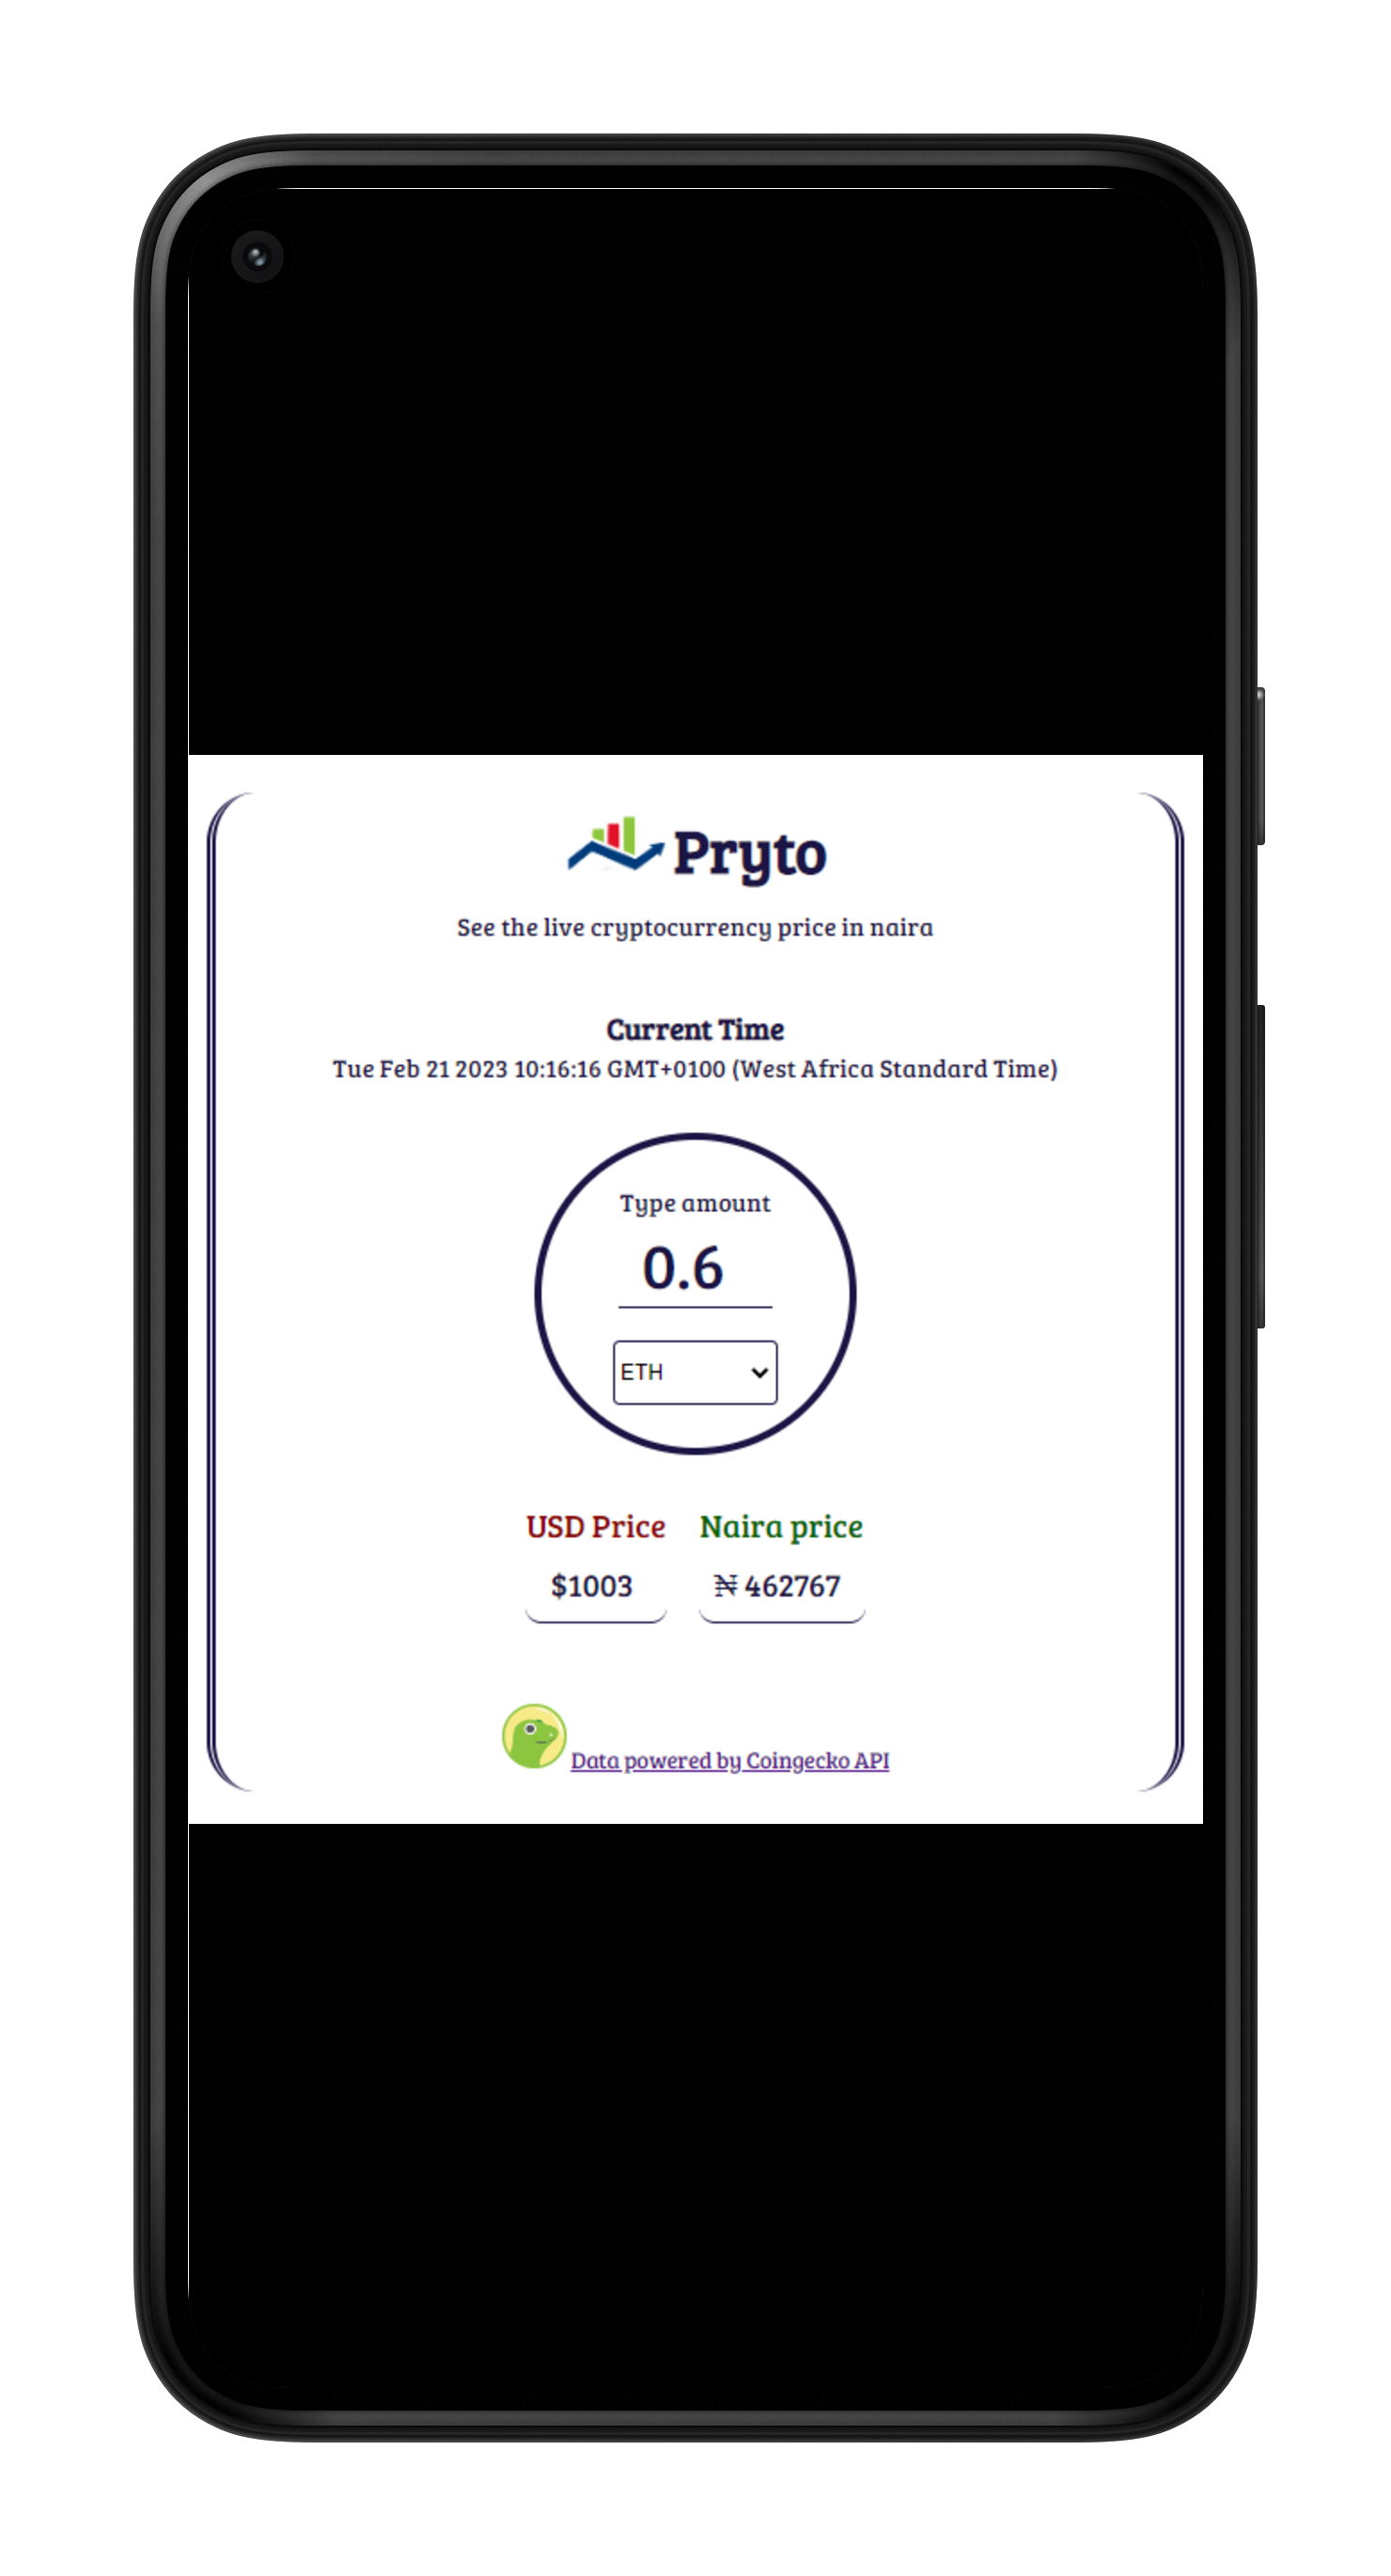 Pryto
See the live cryptocurrency price in naira
Current Time
Tue Feb 21 2023 10:16:16 GMT+0100 (West Africa Standard Time)
Type amount
0.6
ETH
USD Price Naira price
$1003 ₦ 462767
Data powered by Coingecko API